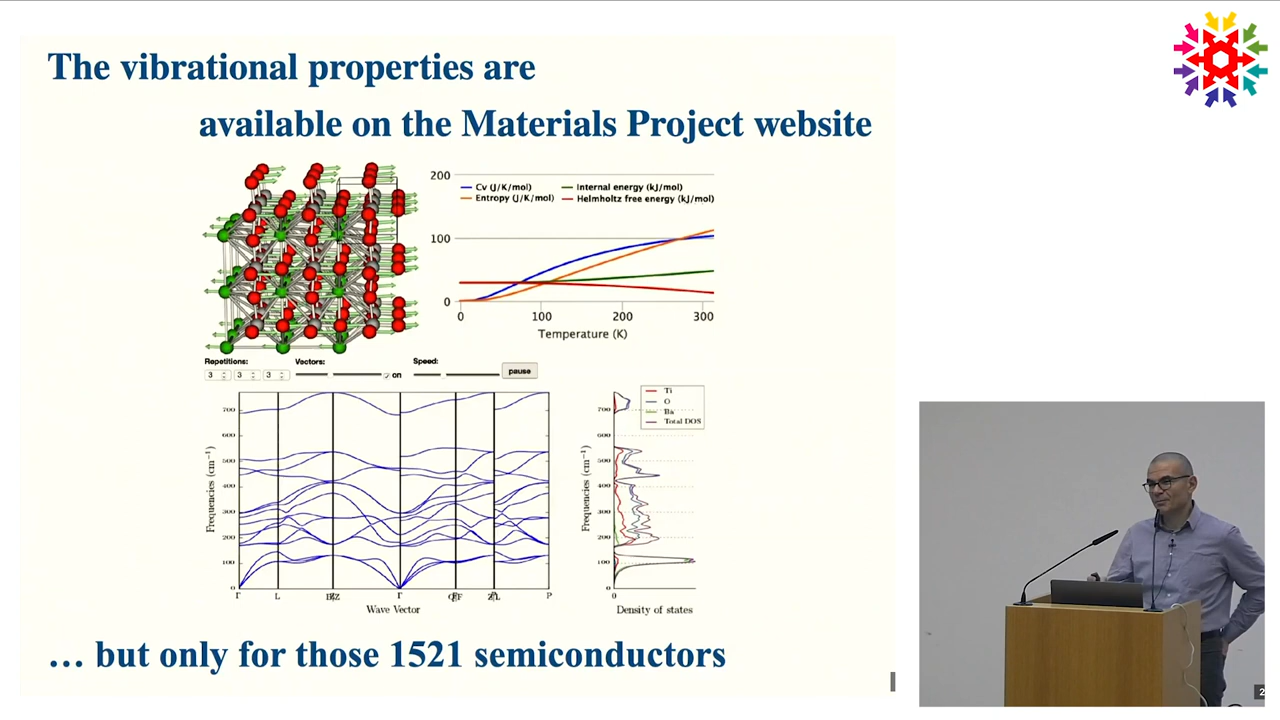 The vibrational properties are
available on the Materials Project website
200
Cv (J/K/mol)
Internal energy (kJ/mol)
Entropy (J/K/mol)
Helmholtz free energy (kJ/mol)
100
0
0 100 200 300
Temperature (K)
Repetitions:
Vectors:
Speed:
3 3 3
on
pause
700
600
500
400
300
200
100
0
Frequencies (cm⁻¹)
Γ L Γ P
Wave Vector
Ti
O
Ba
Total DOS
700
600
500
400
300
200
100
0
Frequencies (cm⁻¹)
0
Density of states
… but only for those 1521 semiconductors
2